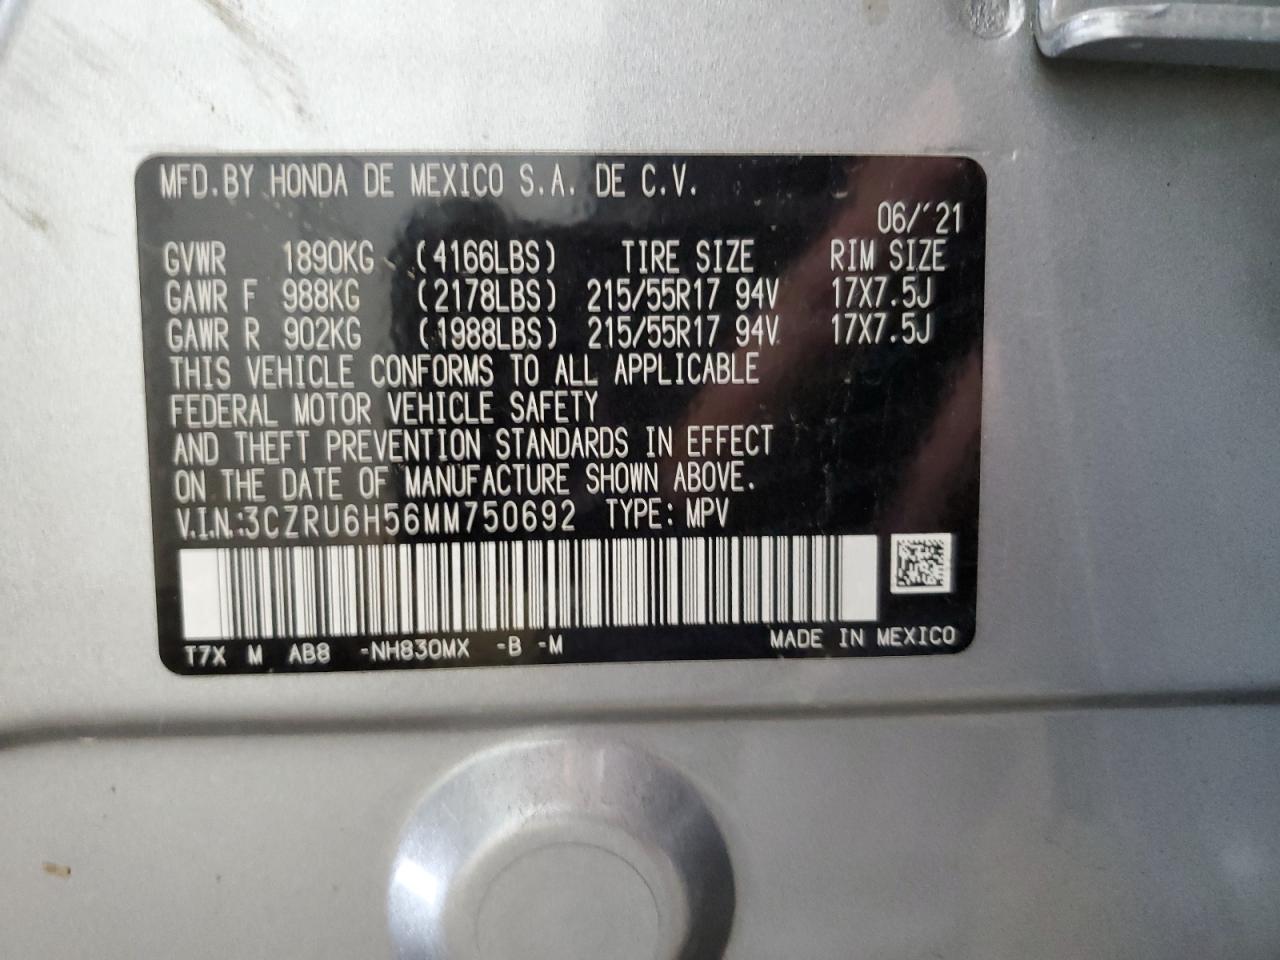 MFD.BY HONDA DE MEXICO S.A. DE C.V.
06/'21
GVWR 1890KG (4166LBS) TIRE SIZE RIM SIZE
GAWR F 988KG (2178LBS) 215/55R17 94V 17X7.5J
GAWR R 902KG (1988LBS) 215/55R17 94V 17X7.5J
THIS VEHICLE CONFORMS TO ALL APPLICABLE
FEDERAL MOTOR VEHICLE SAFETY
AND THEFT PREVENTION STANDARDS IN EFFECT
ON THE DATE OF MANUFACTURE SHOWN ABOVE.
V.I.N.:3CZRU6H56MM750692 TYPE: MPV
T7X M AB8 -NH830MX -B -M MADE IN MEXICO